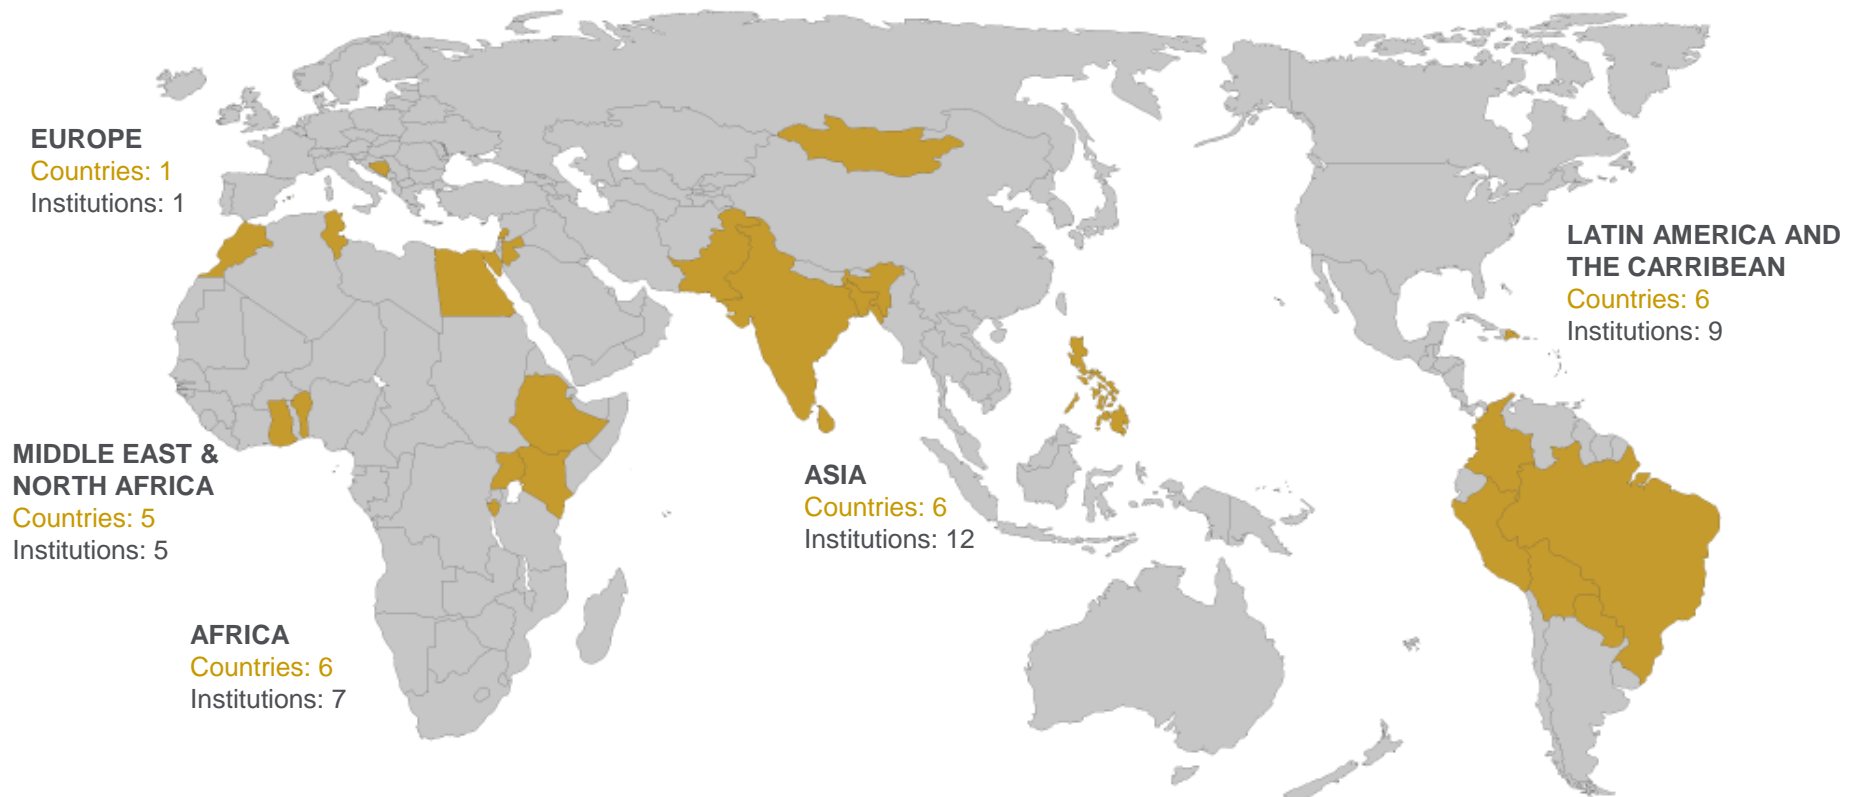 EUROPE
Countries: 1
Institutions: 1
LATIN AMERICA AND
THE CARRIBEAN
Countries: 6
Institutions: 9
MIDDLE EAST &
NORTH AFRICA
Countries: 5
Institutions: 5
ASIA
Countries: 6
Institutions: 12
AFRICA
Countries: 6
Institutions: 7